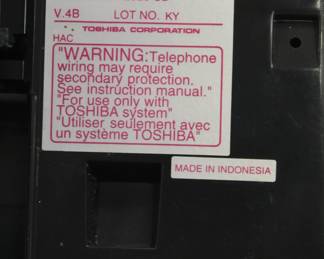 V.4B LOT NO. KY
TOSHIBA CORPORATION
HAC
"WARNING:Telephone
wiring may require
secondary protection.
See instruction manual."
"For use only with
TOSHIBA system"
"Utiliser seulement avec
un système TOSHIBA"
MADE IN INDONESIA